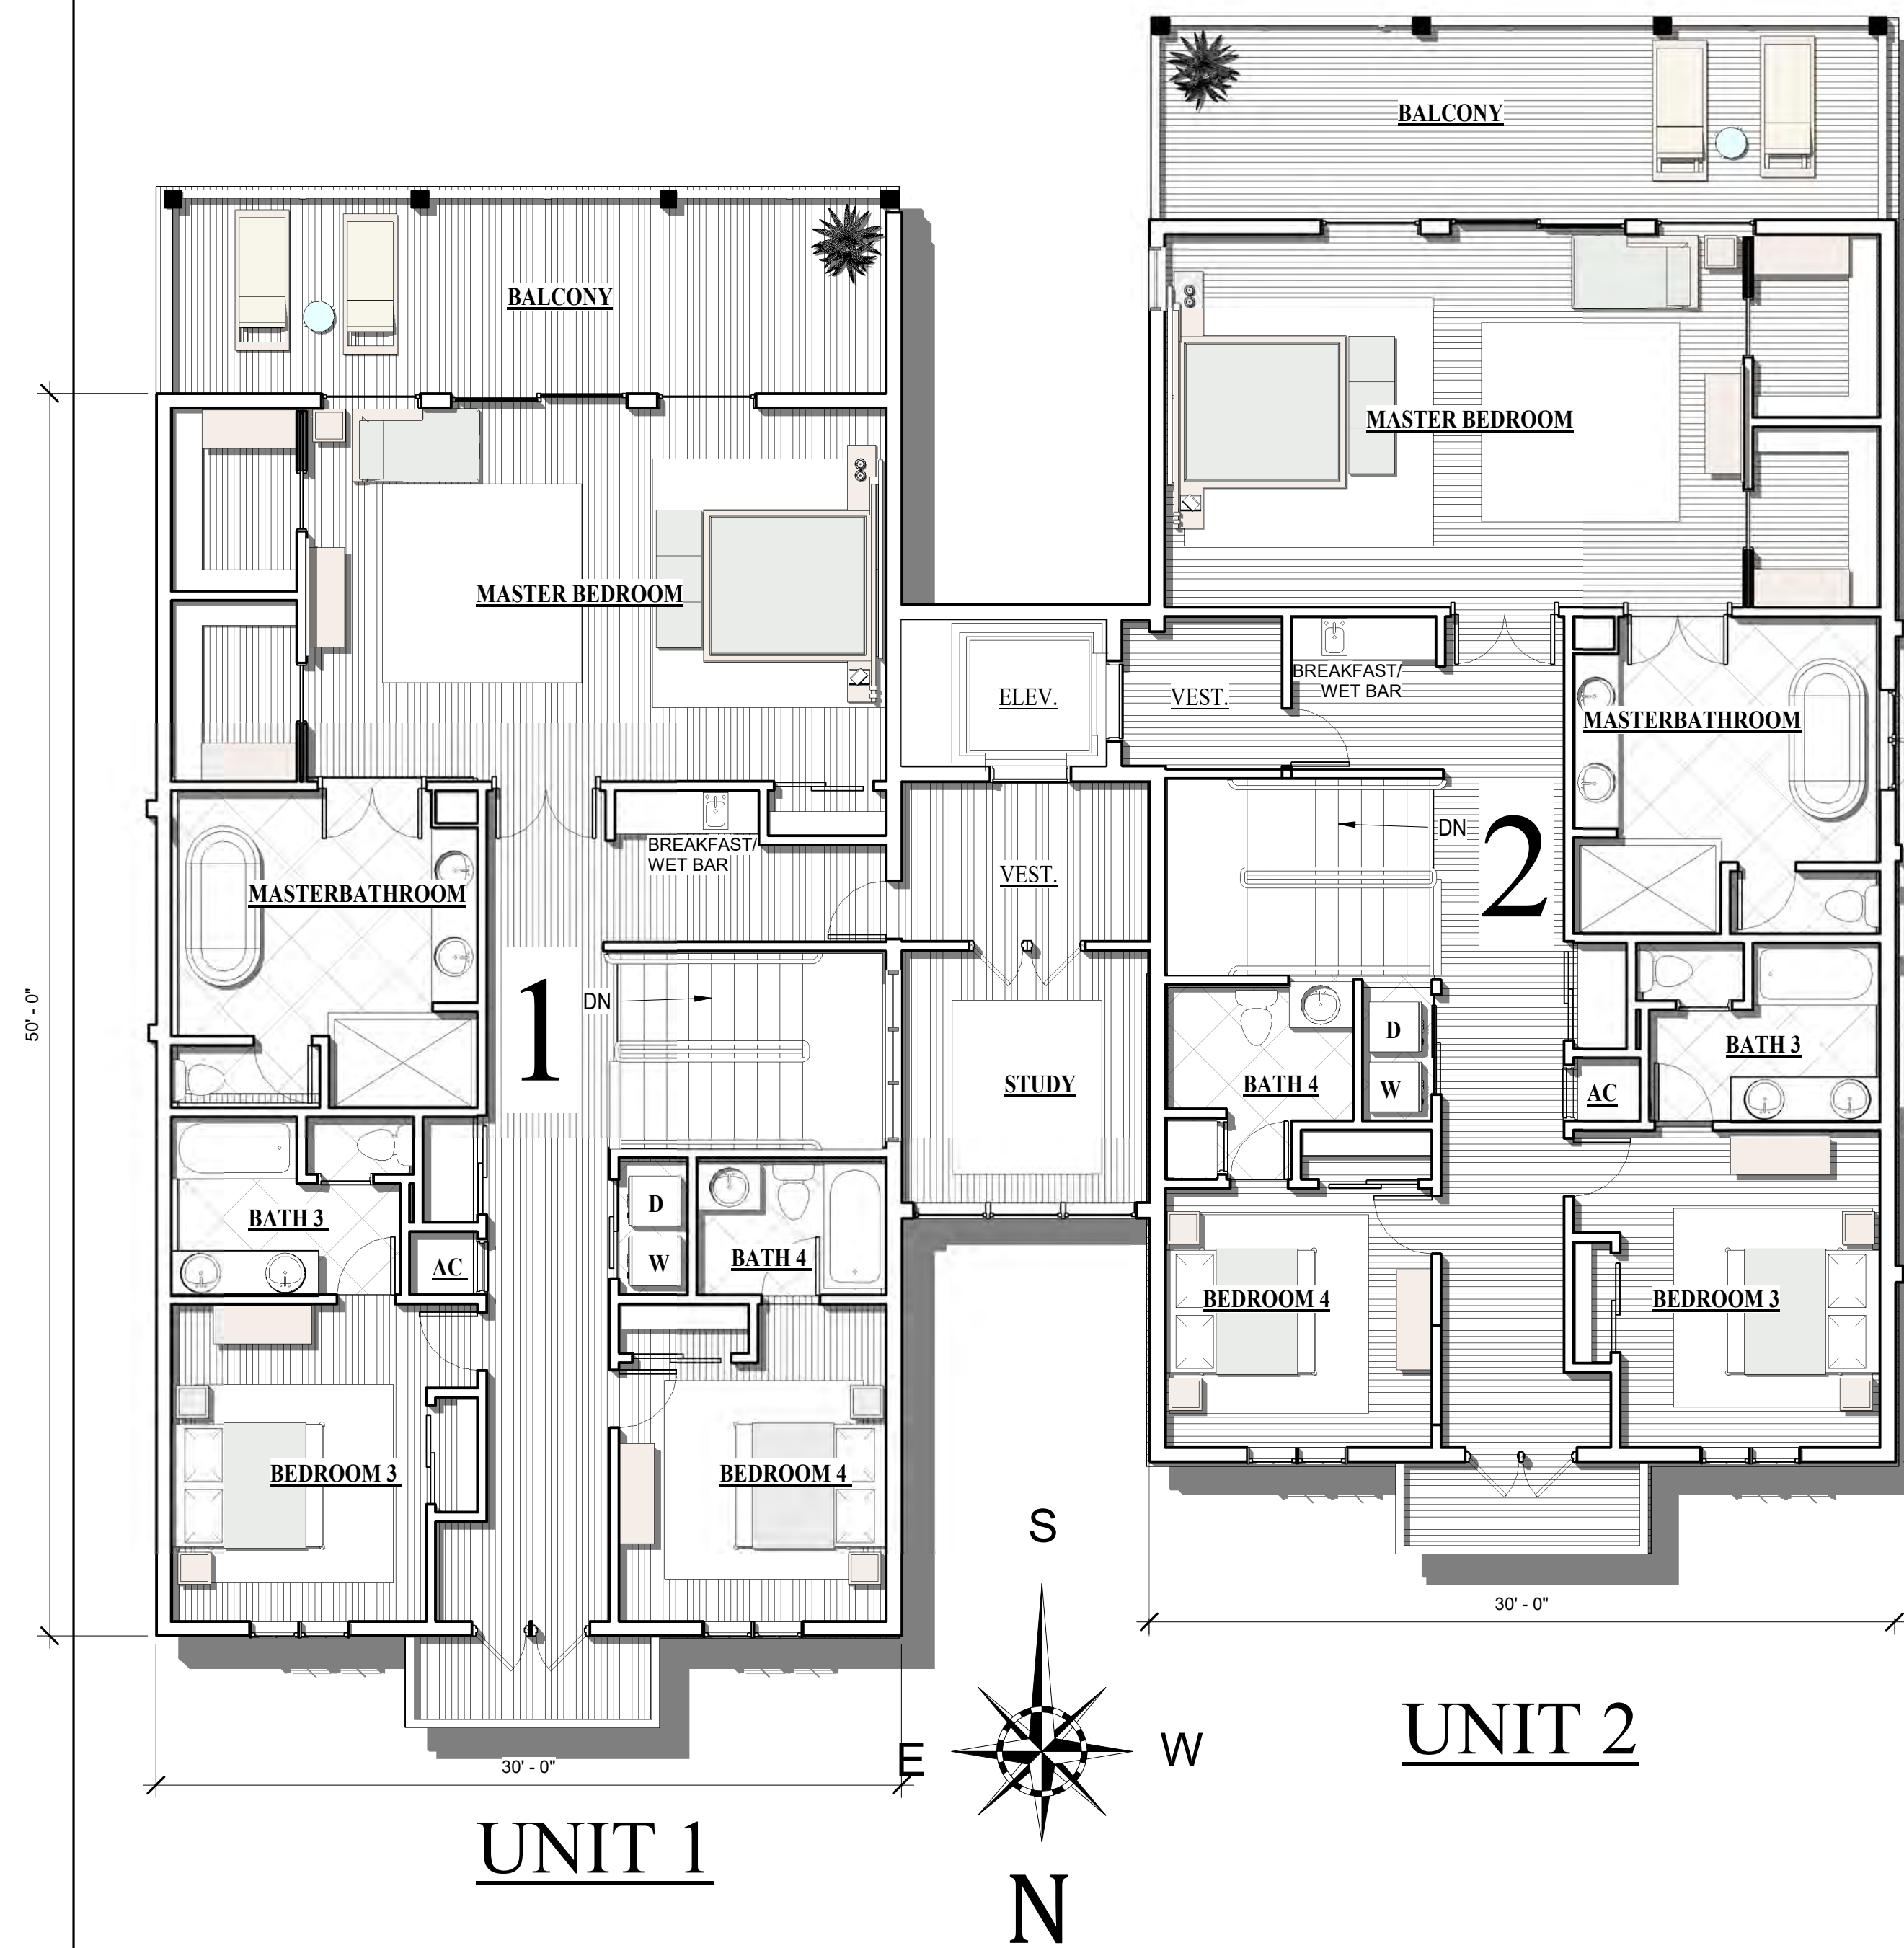 BALCONY
BALCONY
MASTER BEDROOM
MASTER BEDROOM
ELEV.
VEST.
BREAKFAST/
WET BAR
MASTERBATHROOM
BREAKFAST/
WET BAR
VEST.
MASTERBATHROOM
DN
2
1
DN
50' - 0"
STUDY
BATH 4
D
W
AC
BATH 3
BATH 3
AC
D
W
BATH 4
BEDROOM 4
BEDROOM 3
BEDROOM 3
BEDROOM 4
S
30' - 0"
E
W
30' - 0"
UNIT 2
UNIT 1
N